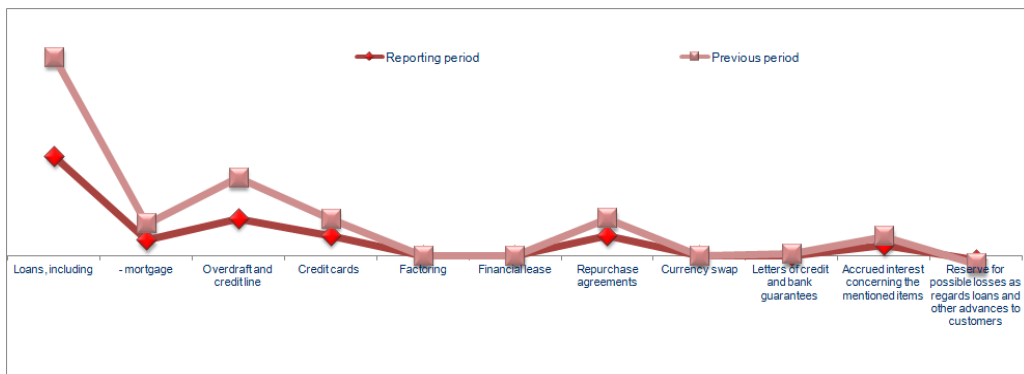 Reporting period
Previous period
Loans, including
- mortgage
Overdraft and
credit line
Credit cards
Factoring
Financial lease
Repurchase
agreements
Currency swap
Letters of credit
and bank
guarantees
Accrued interest
concerning the
mentioned items
Reserve for
possible losses as
regards loans and
other advances to
customers